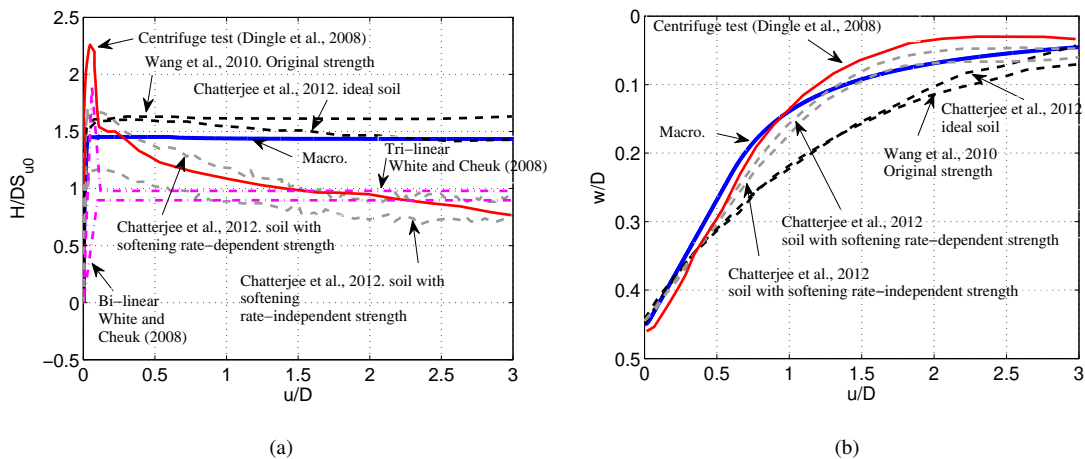 2.5
2
1.5
1
0.5
0
−0.5
H/DS_u0
0
0.5
1
1.5
2
2.5
3
u/D
Centrifuge test (Dingle et al., 2008)
Wang et al., 2010. Original strength
Chatterjee et al., 2012. ideal soil
Macro.
Tri−linear
White and Cheuk (2008)
Chatterjee et al., 2012. soil with
softening rate−dependent strength
Chatterjee et al., 2012. soil with
softening
rate−independent strength
Bi−linear
White and
Cheuk (2008)
(a)
0
0.1
0.2
0.3
0.4
0.5
w/D
0
0.5
1
1.5
2
2.5
3
u/D
Centrifuge test (Dingle et al., 2008)
Chatterjee et al., 2012
ideal soil
Macro.
Wang et al., 2010
Original strength
Chatterjee et al., 2012
soil with softening rate−dependent strength
Chatterjee et al., 2012
soil with softening rate−independent strength
(b)